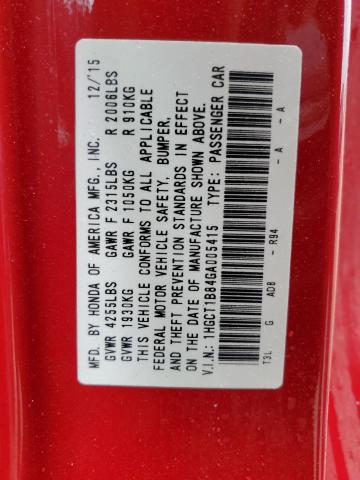 MFD. BY HONDA OF AMERICA MFG., INC. 12/'15
GVWR 4255LBS GAWR F 2315LBS R 2006LBS
GVWR 1930KG GAWR F 1050KG R 910KG
THIS VEHICLE CONFORMS TO ALL APPLICABLE
FEDERAL MOTOR VEHICLE SAFETY, BUMPER,
AND THEFT PREVENTION STANDARDS IN EFFECT
ON THE DATE OF MANUFACTURE SHOWN ABOVE.
V.I.N.: 1HGCT1B84GA005415 TYPE: PASSENGER CAR
T3L G AD8 - R94 - A - A